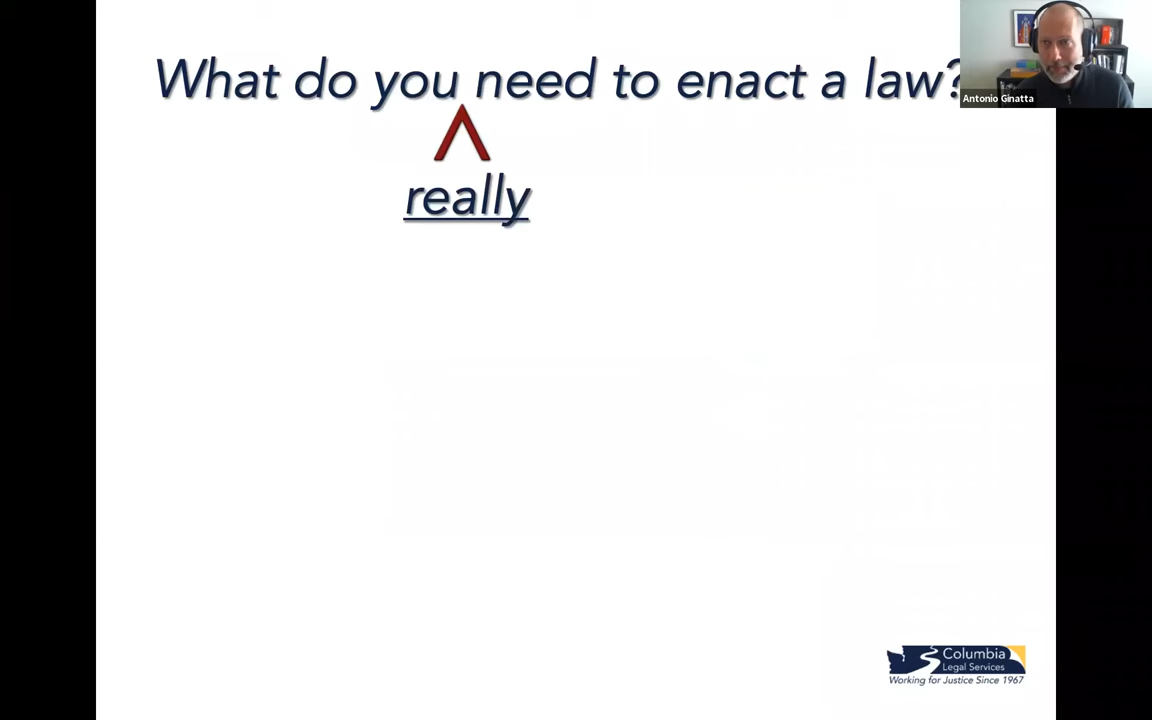 What do you need to enact a law?
really
Antonio Ginatta
Columbia
Legal Services
Working for Justice Since 1967